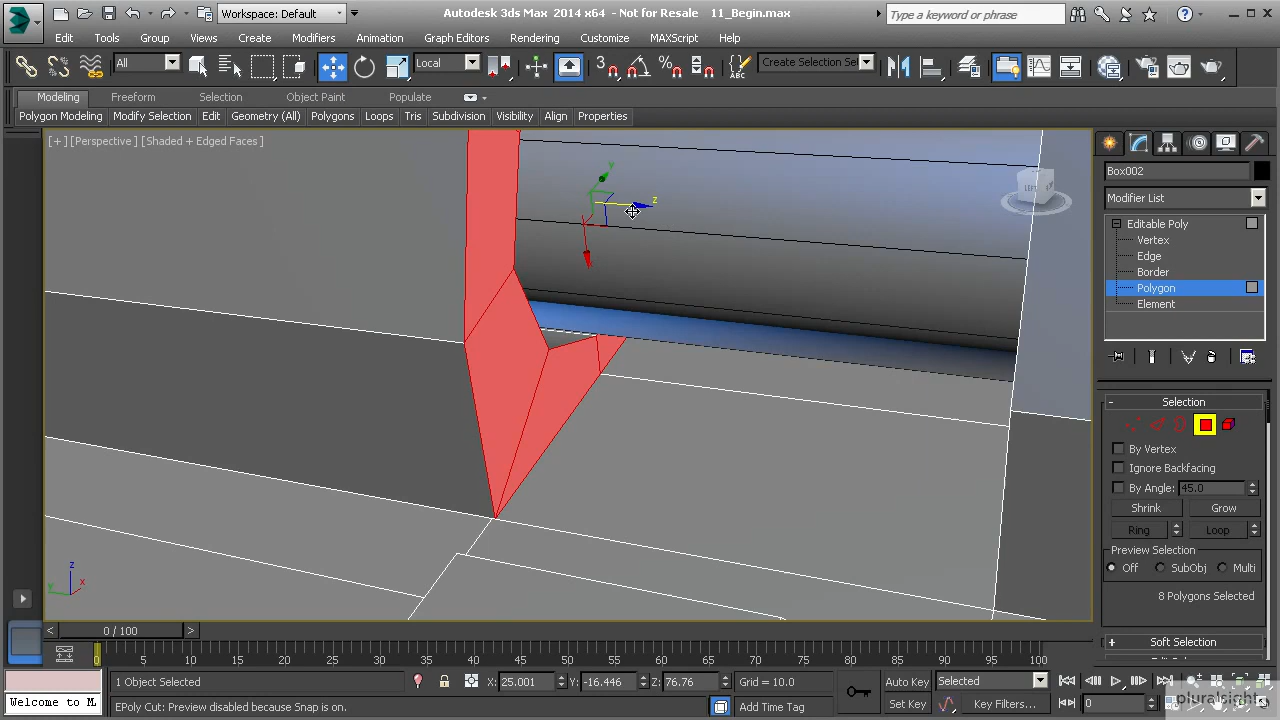 Workspace: Default
Autodesk 3ds Max 2014 x64 - Not for Resale 11_Begin.max
Type a keyword or phrase
Edit Tools Group Views Create Modifiers Animation Graph Editors Rendering Customize MAXScript Help
All
Local
Create Selection Se
Modeling Freeform Selection Object Paint Populate
Polygon Modeling Modify Selection Edit Geometry (All) Polygons Loops Tris Subdivision Visibility Align Properties
[+] [Perspective ] [Shaded + Edged Faces ]
y
z
x
z
x
y
Box002
Modifier List
Editable Poly
Vertex
Edge
Border
Polygon
Element
- Selection
By Vertex
Ignore Backfacing
By Angle: 45.0
Shrink Grow
Ring Loop
Preview Selection
Off SubObj Multi
8 Polygons Selected
+ Soft Selection
< 0 / 100 >
0 5 10 15 20 25 30 35 40 45 50 55 60 65 70 75 80 85 90 95 100
Welcome to M
1 Object Selected
X: 25.001 Y: -16.446 Z: 76.76
Grid = 10.0
Auto Key Selected
EPoly Cut: Preview disabled because Snap is on.
Add Time Tag
Set Key Key Filters...
0
pluralsight